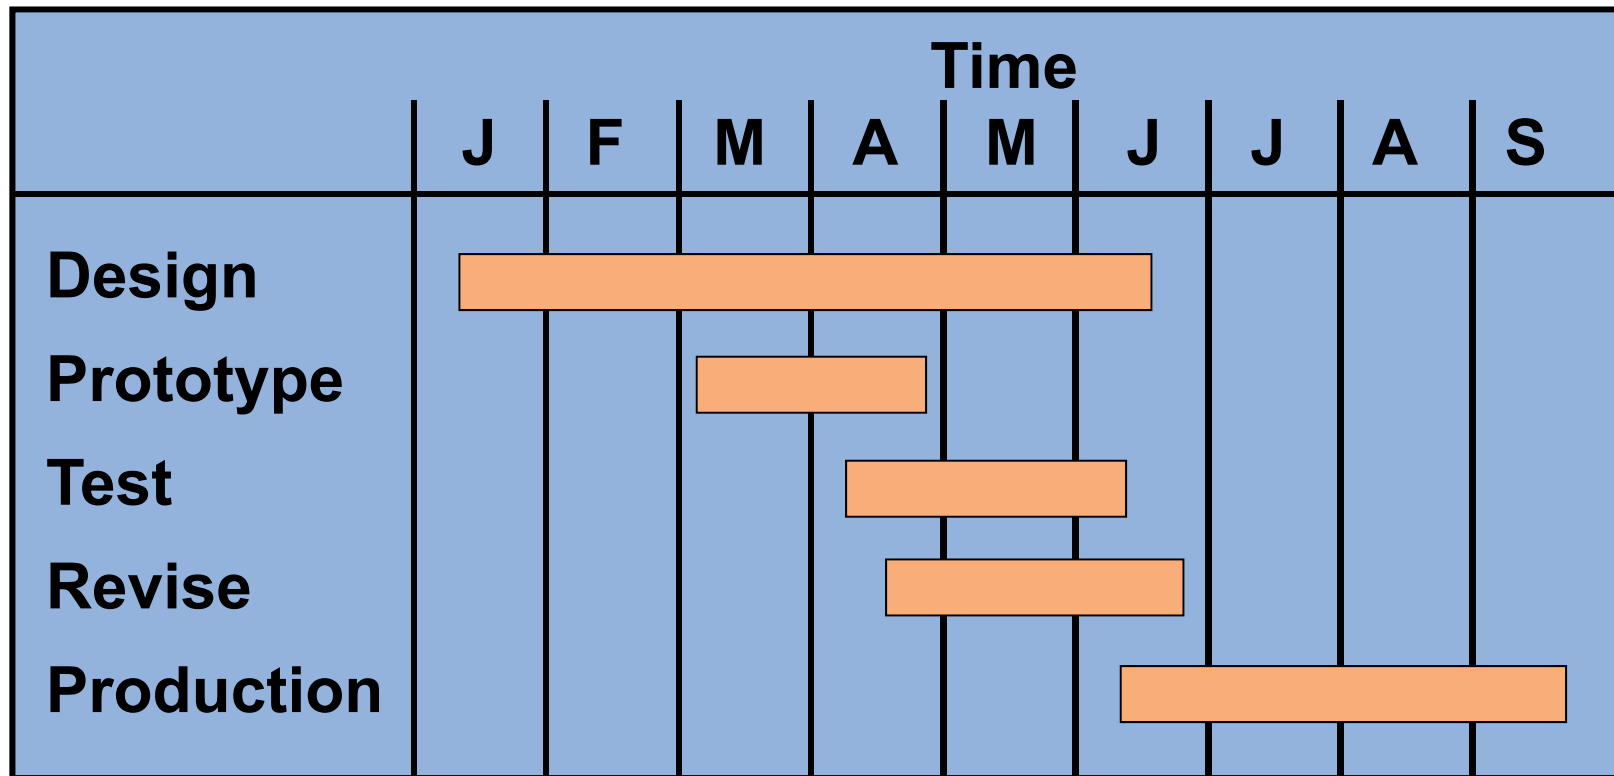 Time
J F M A M J J A S
Design
Prototype
Test
Revise
Production